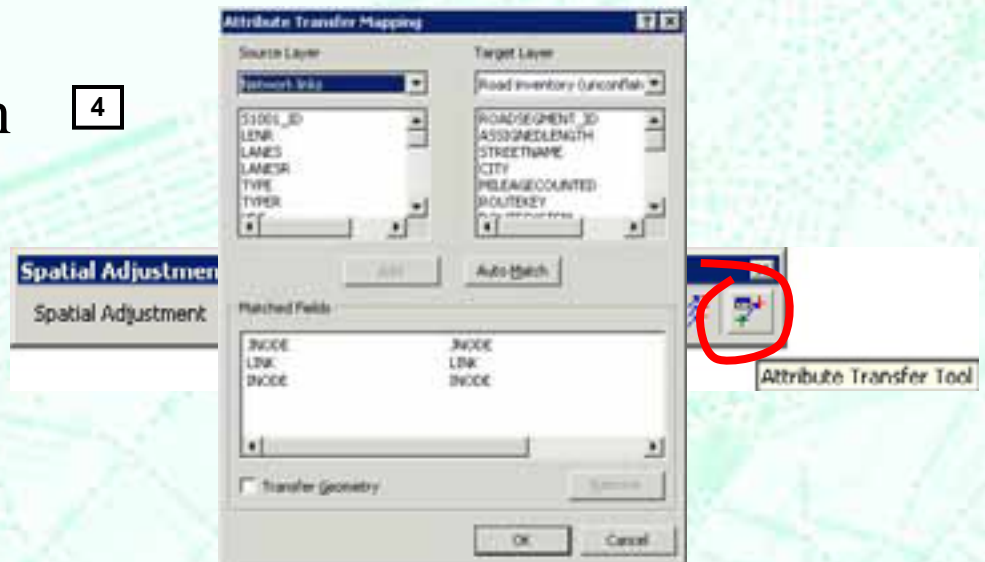 Attribute Transfer Mapping
Source Layer Target Layer
Network links Road inventory (unconflat
S1001_ID ROADSEGMENT_ID
LENR ASSIGNEDLENGTH
LANES STREETNAME
LANESR CITY
TYPE MILEAGECOUNTED
TYPER ROUTEKEY
n 4
Add Auto-Match
Spatial Adjustmen
Spatial Adjustment
Matched Fields
JNODE JNODE
LINK LINK
INODE INODE
Attribute Transfer Tool
Transfer Geometry Remove
OK Cancel